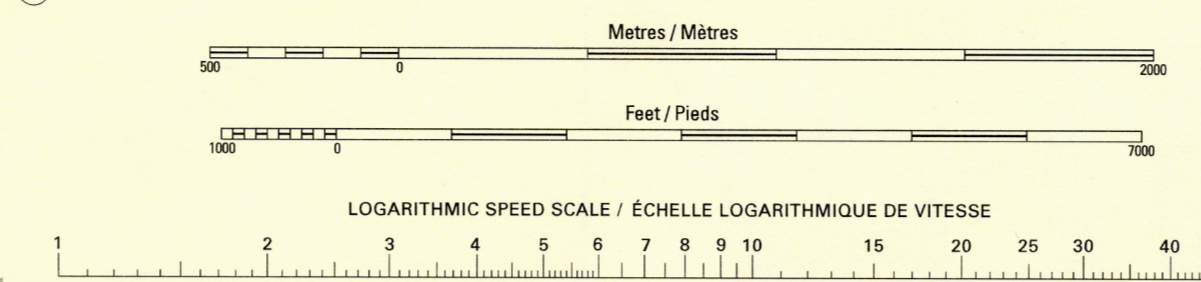 Metres / Mètres
500 0 2000
Feet / Pieds
1000 0 7000
LOGARITHMIC SPEED SCALE / ÉCHELLE LOGARITHMIQUE DE VITESSE
1 2 3 4 5 6 7 8 9 10 15 20 25 30 40